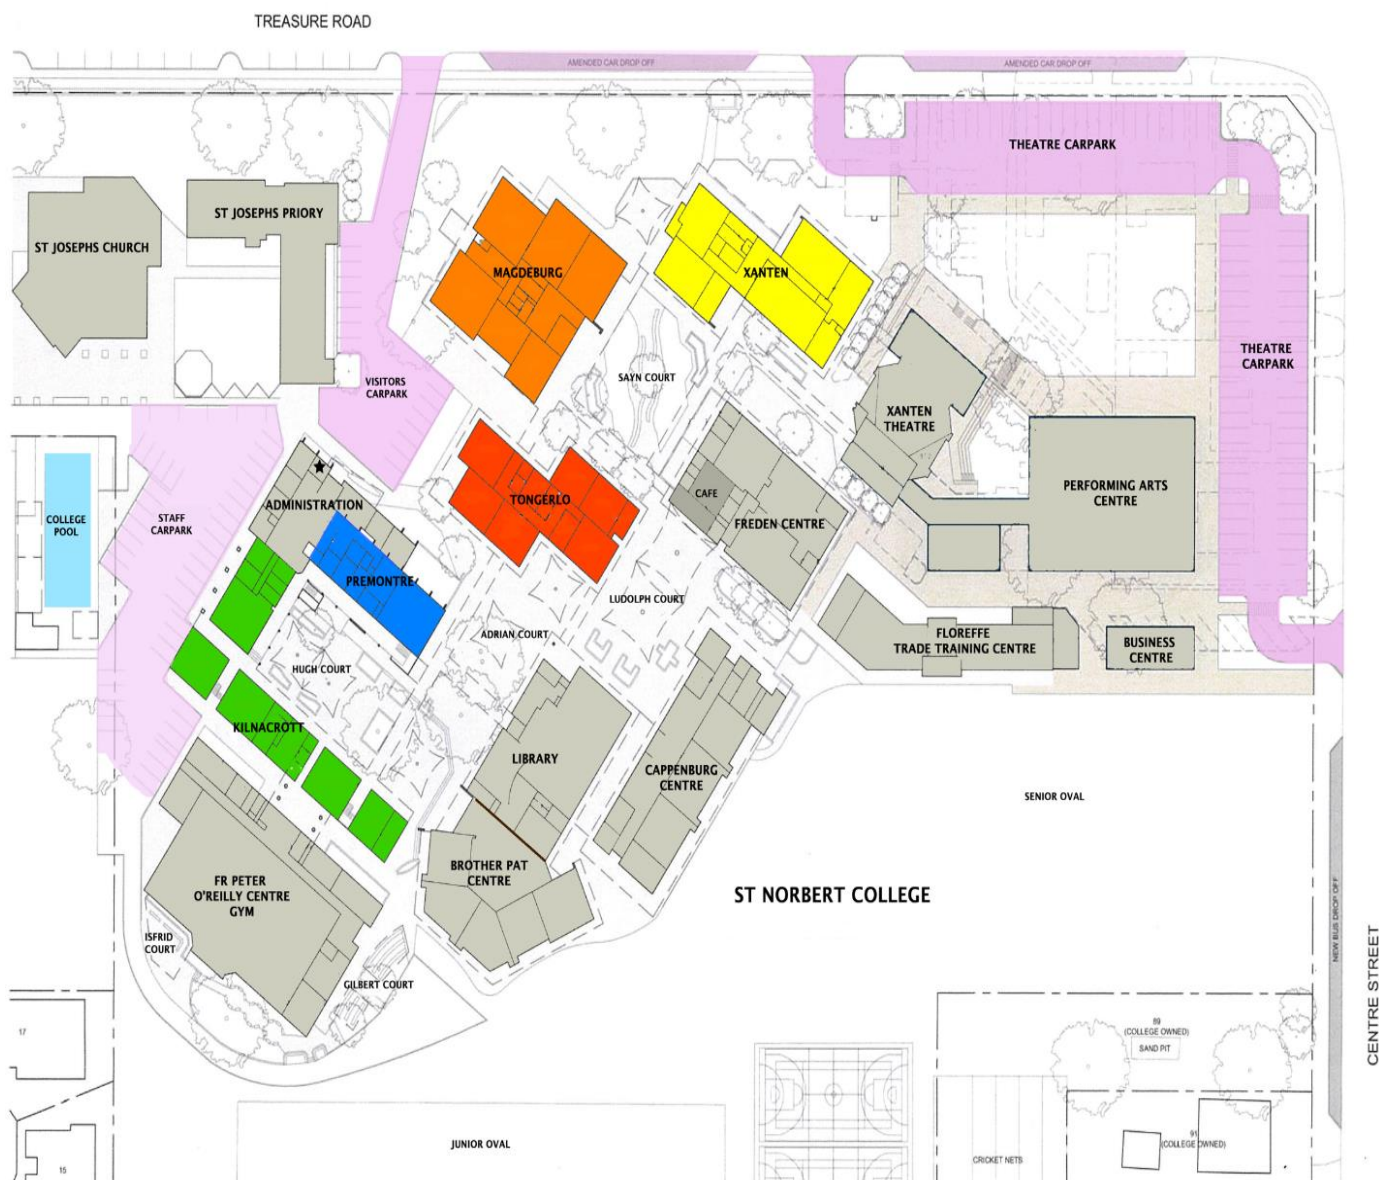 TREASURE ROAD
AMENDED CAR DROP OFF
AMENDED CAR DROP OFF
THEATRE CARPARK
ST JOSEPHS PRIORY
ST JOSEPHS CHURCH
MAGDEBURG
XANTEN
THEATRE
CARPARK
VISITORS
CARPARK
SAYN COURT
XANTEN
THEATRE
ADMINISTRATION
TONGERLO
CAFE
FREDEN CENTRE
PERFORMING ARTS
CENTRE
COLLEGE
POOL
STAFF
CARPARK
PREMONTRE
LUDOLPH COURT
ADRIAN COURT
FLOREFFE
TRADE TRAINING CENTRE
BUSINESS
CENTRE
HUGH COURT
KILNACROTT
LIBRARY
CAPPENBURG
CENTRE
SENIOR OVAL
BROTHER PAT
CENTRE
FR PETER
O'REILLY CENTRE
GYM
ST NORBERT COLLEGE
NEW BUS DROP OFF
CENTRE STREET
ISFRID
COURT
GILBERT COURT
17
89
(COLLEGE OWNED)
SAND PIT
JUNIOR OVAL
91
(COLLEGE OWNED)
CRICKET NETS
15